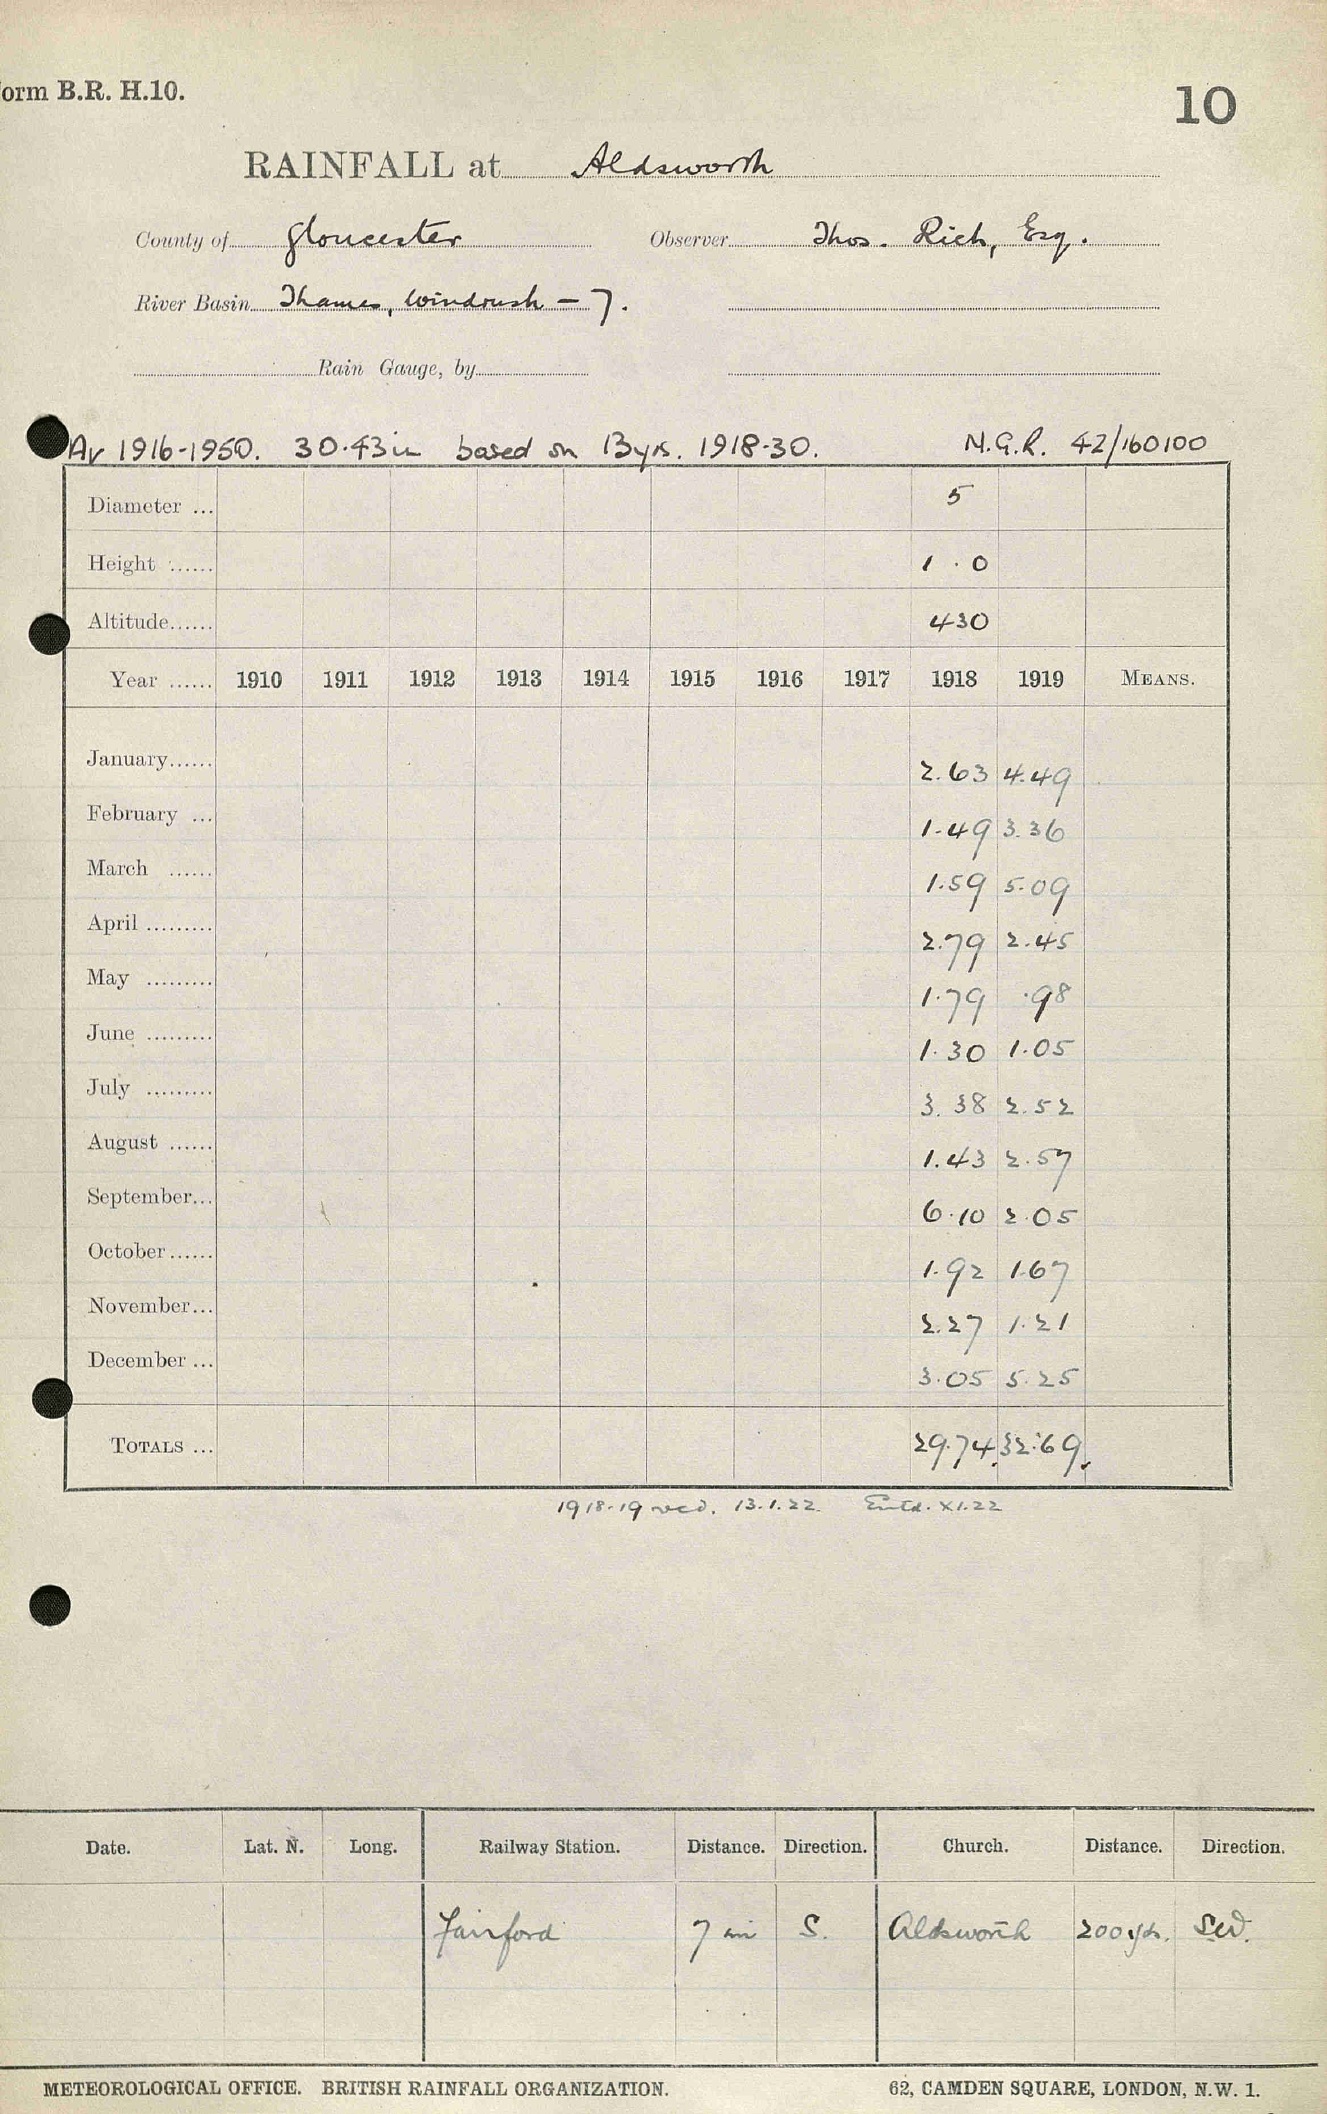 orm B.R. H.10.
10
RAINFALL at Aldsworth
County of Gloucester Observer Thos. Rich, Esq.
River Basin Thames, Windrush – 7.
Rain Gauge, by
Av 1916-1950. 30.43in based on 13yrs. 1918-30. N.G.R. 42/160100
Diameter ... 5
Height ...... 1 . 0
Altitude...... 430
Year ...... 1910 1911 1912 1913 1914 1915 1916 1917 1918 1919 MEANS.
January...... 2.63 4.49
February ... 1.49 3.36
March ...... 1.59 5.09
April ......... 2.79 2.45
May ......... 1.79 .98
June ......... 1.30 1.05
July ......... 3.38 2.52
August ...... 1.43 2.57
September... 6.10 2.05
October...... 1.92 1.67
November... 2.27 1.21
December ... 3.05 5.25
TOTALS ... 29.74 32.69
1918-19 recd. 13.1.22. Entd. XI.22
Date. Lat. N. Long. Railway Station. Distance. Direction. Church. Distance. Direction.
Fairford 7 mi S. Aldsworth 200 yds. SW.
METEOROLOGICAL OFFICE. BRITISH RAINFALL ORGANIZATION. 62, CAMDEN SQUARE, LONDON, N.W. 1.